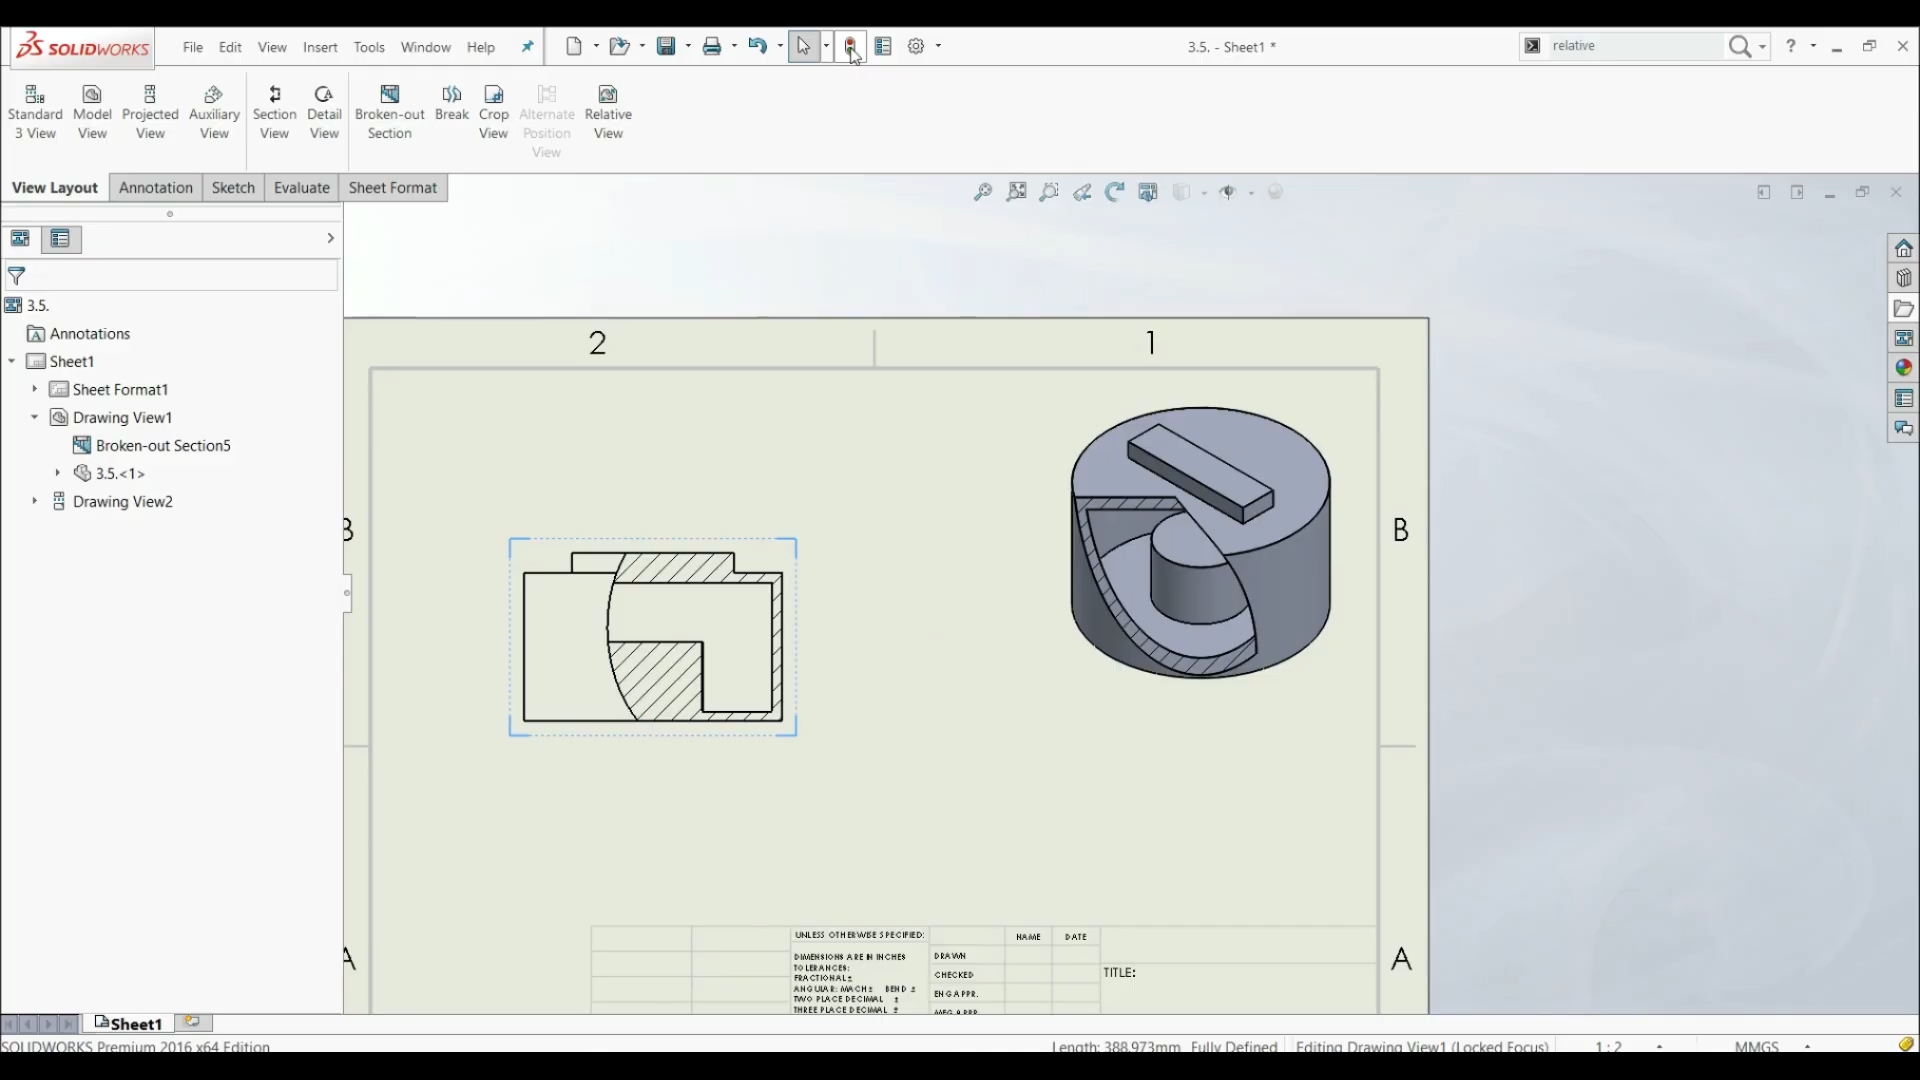 SOLIDWORKS
File Edit View Insert Tools Window Help
3.5. - Sheet1 *
relative
?
Standard 3 View
Model View
Projected View
Auxiliary View
Section View
Detail View
Broken-out Section
Break
Crop View
Alternate Position View
Relative View
View Layout Annotation Sketch Evaluate Sheet Format
3.5.
Annotations
Sheet1
Sheet Format1
Drawing View1
Broken-out Section5
3.5.<1>
Drawing View2
2 1
B B
A A
UNLESS OTHERWISE SPECIFIED:
DIMENSIONS ARE IN INCHES
TOLERANCES:
FRACTIONAL±
ANGULAR: MACH± BEND ±
TWO PLACE DECIMAL ±
THREE PLACE DECIMAL ±
NAME DATE
DRAWN
CHECKED
ENG APPR.
MFG APPR.
TITLE:
Sheet1
SOLIDWORKS Premium 2016 x64 Edition
Length: 388.973mm Fully Defined Editing Drawing View1 (Locked Focus) 1 : 2 MMGS